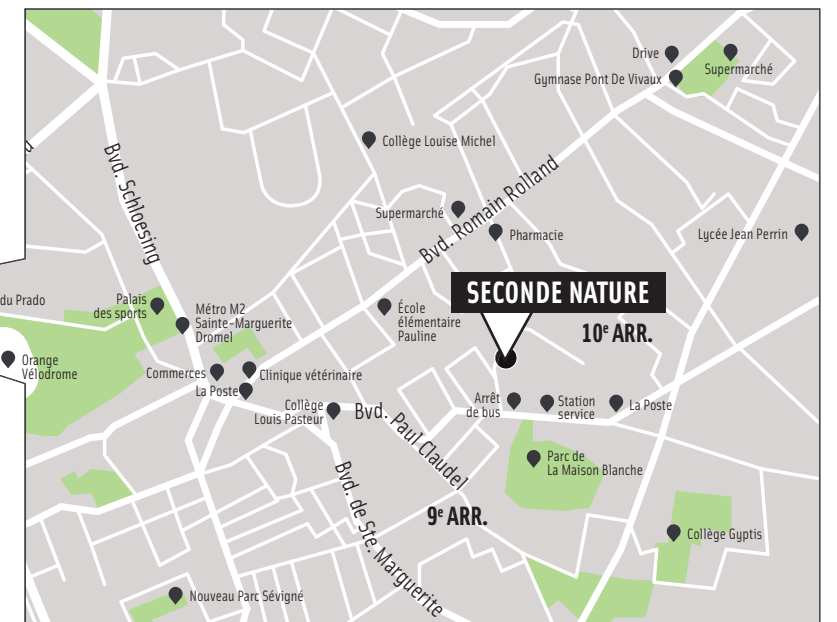 Drive
Supermarché
Gymnase Pont De Vivaux
Collège Louise Michel
Bvd. Schloesing
Bvd. Romain Rolland
Supermarché
Pharmacie
Lycée Jean Perrin
SECONDE NATURE
du Prado
Palais
des sports
Métro M2
Sainte-Marguerite
Dromel
École
élémentaire
Pauline
10e ARR.
Orange
Vélodrome
Commerces
Clinique vétérinaire
La Poste
Collège
Louis Pasteur
Bvd. Paul Claudel
Arrêt
de bus
Station
service
La Poste
Parc de
La Maison Blanche
9e ARR.
Bvd. de Ste. Marguerite
Collège Gyptis
Nouveau Parc Sévigné